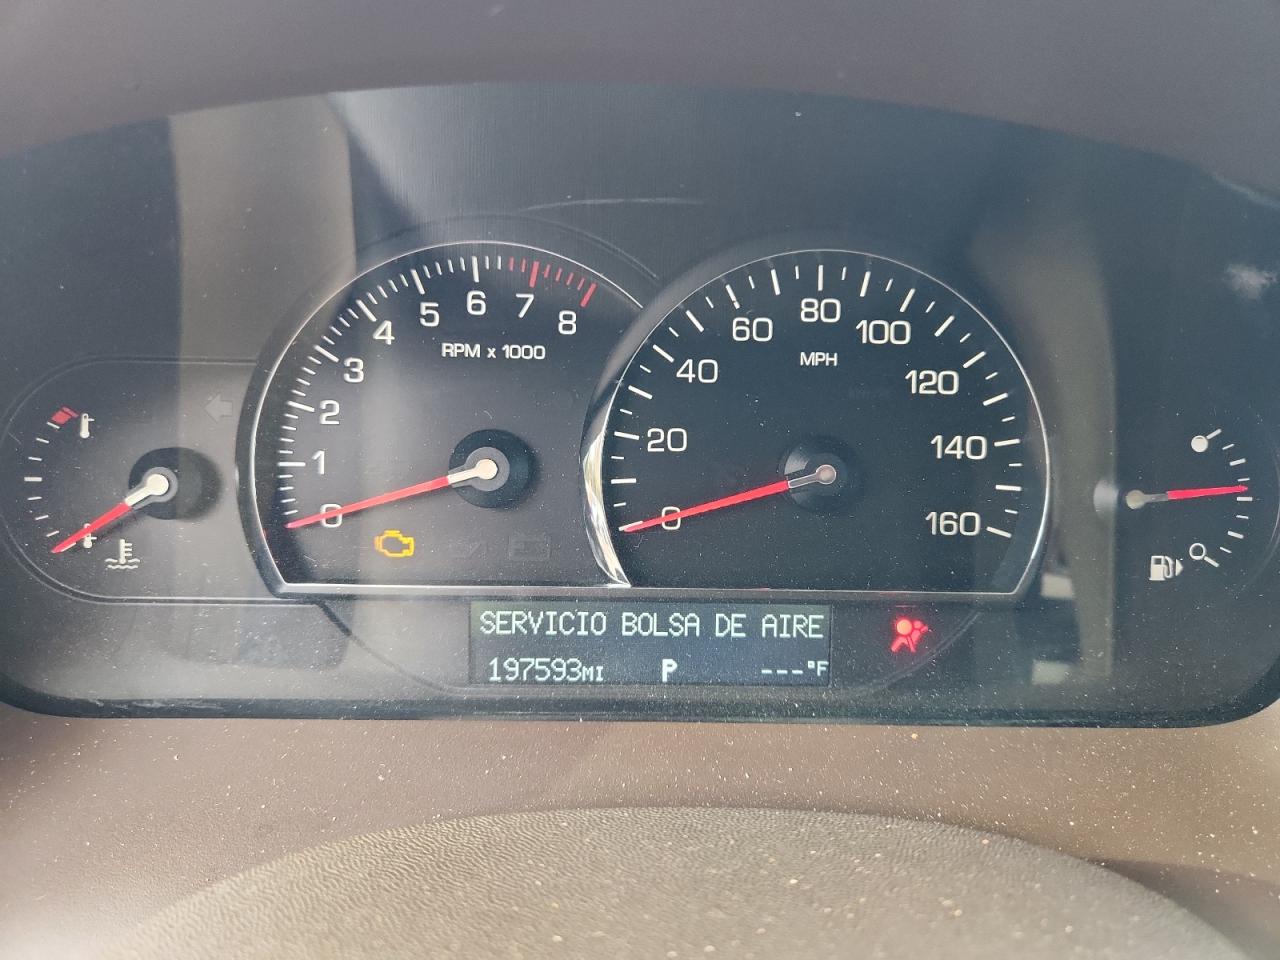 0 1 2 3 4 5 6 7 8
RPM x 1000
0 20 40 60 80 100 120 140 160
MPH
SERVICIO BOLSA DE AIRE
197593MI P ---°F